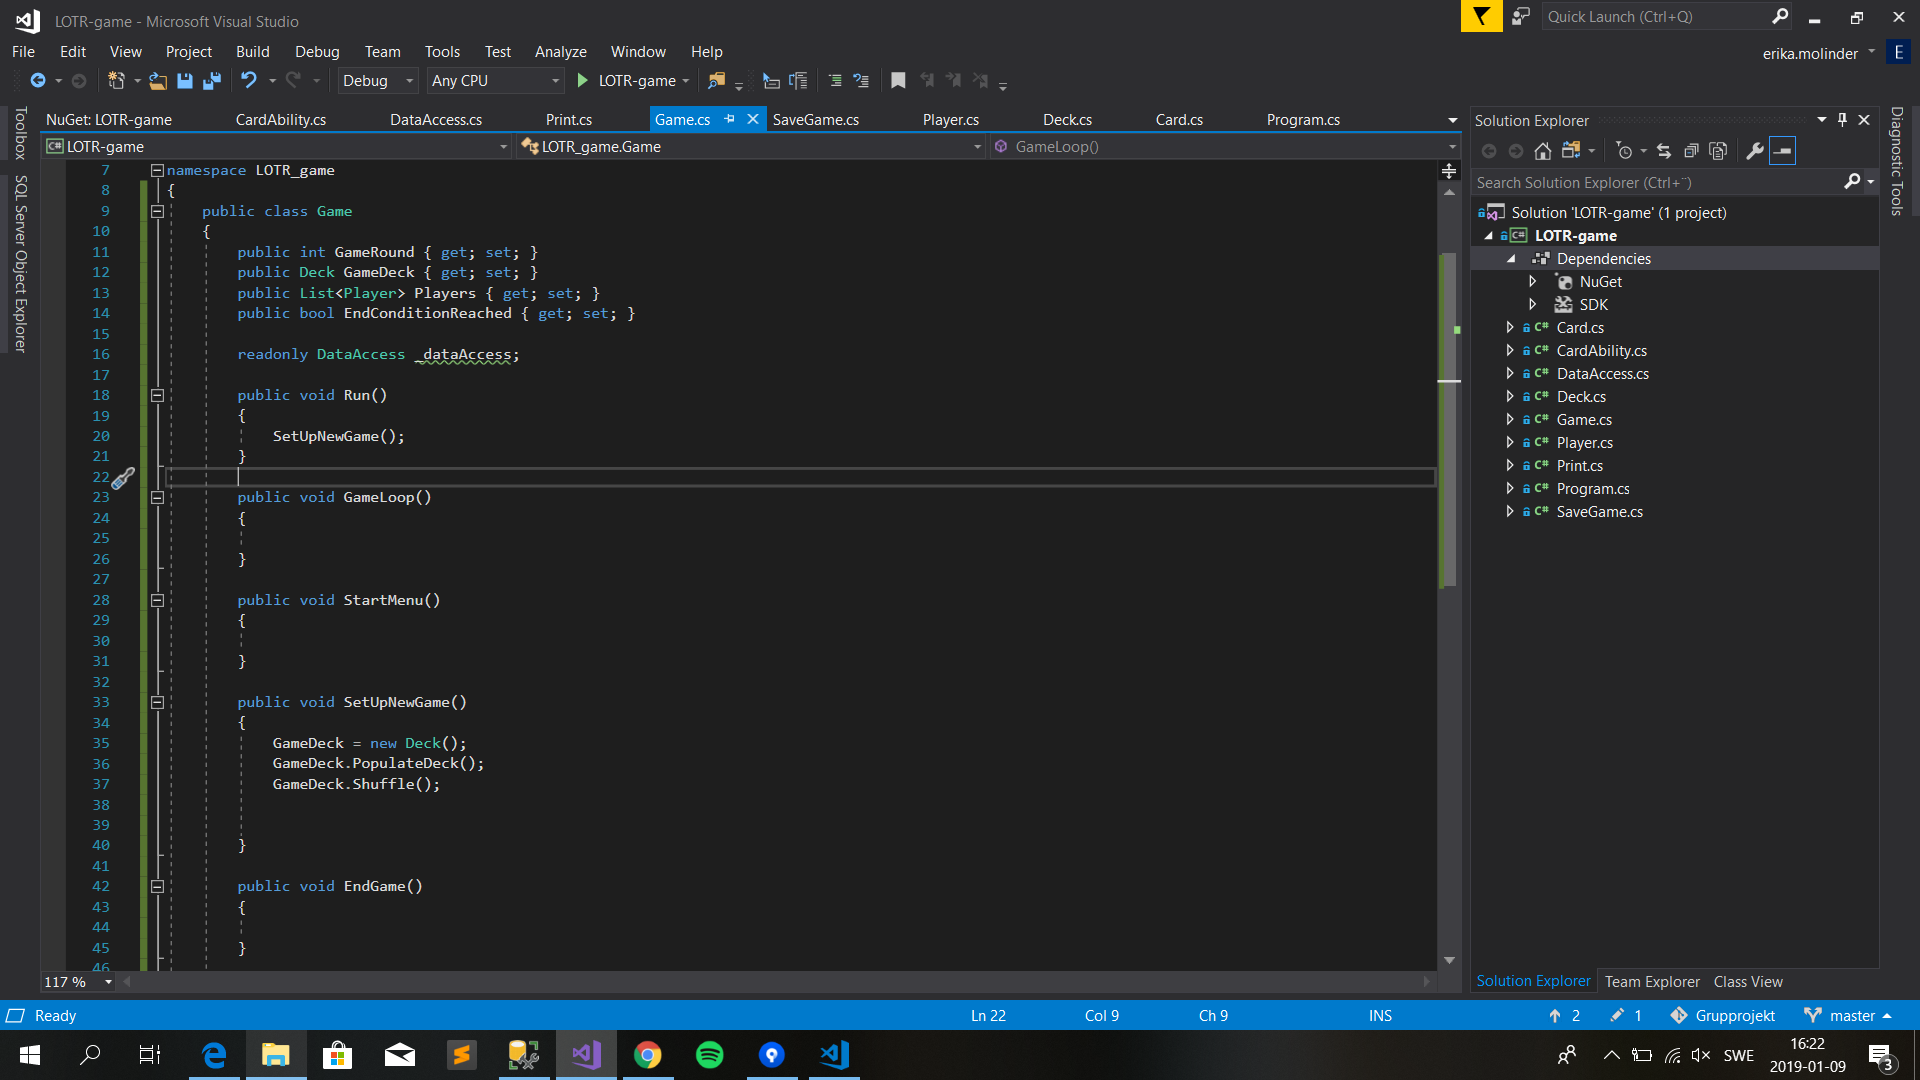 LOTR-game - Microsoft Visual Studio
Quick Launch (Ctrl+Q)
File Edit View Project Build Debug Team Tools Test Analyze Window Help
erika.molinder E
Debug Any CPU LOTR-game
Toolbox
SQL Server Object Explorer
NuGet: LOTR-game CardAbility.cs DataAccess.cs Print.cs Game.cs SaveGame.cs Player.cs Deck.cs Card.cs Program.cs
C# LOTR-game LOTR_game.Game GameLoop()
7 namespace LOTR_game
8 {
9 public class Game
10 {
11 public int GameRound { get; set; }
12 public Deck GameDeck { get; set; }
13 public List<Player> Players { get; set; }
14 public bool EndConditionReached { get; set; }
15
16 readonly DataAccess _dataAccess;
17
18 public void Run()
19 {
20 SetUpNewGame();
21 }
22
23 public void GameLoop()
24 {
25
26 }
27
28 public void StartMenu()
29 {
30
31 }
32
33 public void SetUpNewGame()
34 {
35 GameDeck = new Deck();
36 GameDeck.PopulateDeck();
37 GameDeck.Shuffle();
38
39
40 }
41
42 public void EndGame()
43 {
44
45 }
46
117 %
Solution Explorer
Search Solution Explorer (Ctrl+¨)
Solution 'LOTR-game' (1 project)
C# LOTR-game
Dependencies
NuGet
SDK
C# Card.cs
C# CardAbility.cs
C# DataAccess.cs
C# Deck.cs
C# Game.cs
C# Player.cs
C# Print.cs
C# Program.cs
C# SaveGame.cs
Solution Explorer Team Explorer Class View
Diagnostic Tools
Ready Ln 22 Col 9 Ch 9 INS 2 1 Grupprojekt master
SWE
16:22
2019-01-09
3